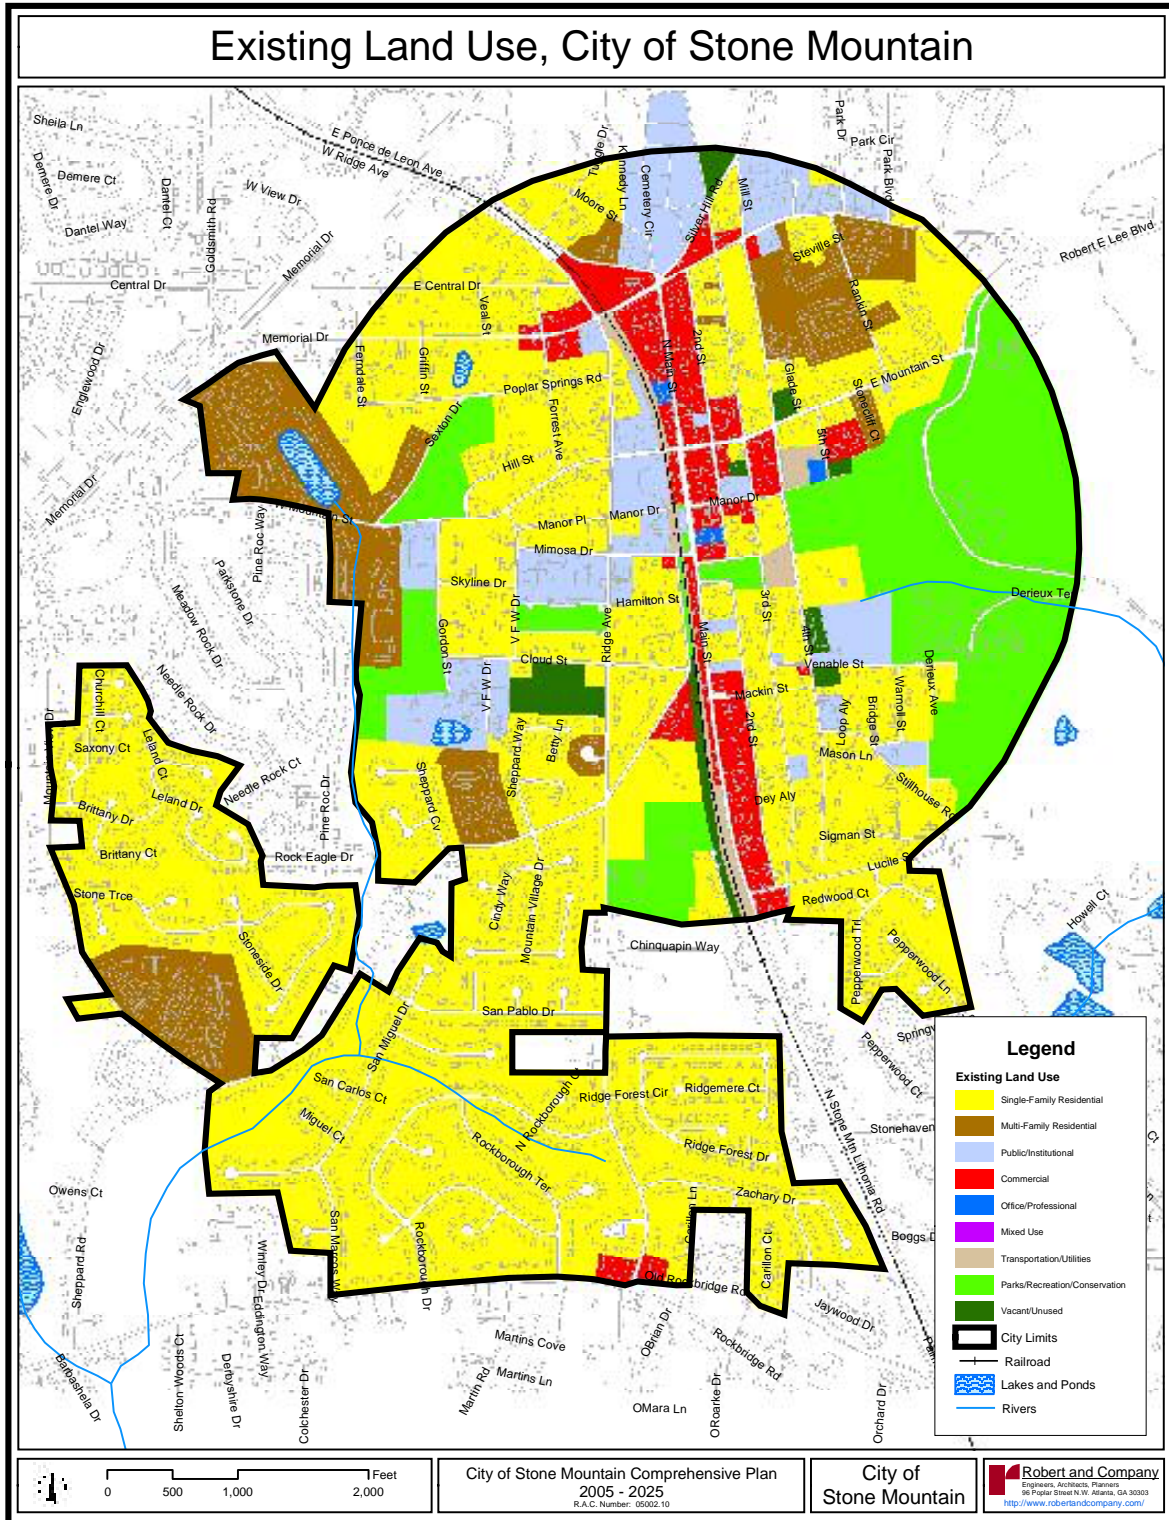 Existing Land Use, City of Stone Mountain
Sheila Ln
E Ponce de Leon Ave
W Ridge Ave
Tuggle Dr
Kennedy Ln
Cemetery Cir
Silver Hill Rd
Mill St
Park Dr
Park Cir
Park Blvd
Demere Dr
Demere Ct
Dantel Ct
Dantel Way
Goldsmith Rd
W View Dr
Memorial Dr
Moore St
Steville St
Robert E Lee Blvd
Central Dr
E Central Dr
Veal St
Rankin St
Memorial Dr
Englewood Dr
Ferndale St
Griffin St
Poplar Springs Rd
N Main St
2nd St
Glade St
E Mountain St
Stonecliff Ct
Sexton Dr
Forrest Ave
Hill St
5th St
Memorial Dr
W Mountain St
Manor Pl
Manor Dr
Manor Dr
Mimosa Dr
Pine Roc Way
Parkstone Dr
Meadow Rock Dr
Skyline Dr
V F W Dr
Hamilton St
Ridge Ave
3rd St
4th St
Derieux Ter
Gordon St
Main St
Cloud St
Venable St
Derieux Ave
Needle Rock Dr
V F W Dr
Mackin St
Warnoll St
Bridge St
Loop Aly
Churchill Ct
Saxony Ct
Leland Ct
Leland Dr
Needle Rock Ct
Pine Roc Dr
Sheppard Way
Betty Ln
2nd St
Mason Ln
Sheppard Cv
Stillhouse Rd
Dey Aly
Brittany Dr
Brittany Ct
Rock Eagle Dr
Sigman St
Stone Trce
Stoneside Dr
Cindy Way
Mountain Village Dr
Redwood Ct
Howell Ct
Chinquapin Way
Pepperwood Trl
Pepperwood Ln
San Pablo Dr
San Miguel Dr
Pepperwood Ct
San Carlos Ct
Miguel Ct
N Rockborough Ct
Ridge Forest Cir
Ridgemere Ct
Rockborough Ter
Ridge Forest Dr
N Stone Mtn Lithonia Rd
Stonehaven
Owens Ct
Sheppard Rd
San Marcos Way
Rockborough Dr
Carillon Ln
Zachary Dr
Carillon Ct
Winley Dr
Eddington Way
Old Rockbridge Rd
Jaywood Dr
Barbashela Dr
Shelton Woods Ct
Derbyshire Dr
Colchester Dr
Martins Cove
Martin Rd
Martins Ln
OBrian Dr
Rockbridge Rd
OMara Ln
ORoarke Dr
Orchard Dr
Legend
Existing Land Use
Single-Family Residential
Multi-Family Residential
Public/Institutional
Commercial
Office/Professional
Mixed Use
Transportation/Utilities
Parks/Recreation/Conservation
Vacant/Unused
City Limits
Railroad
Lakes and Ponds
Rivers
Feet
0 500 1,000 2,000
City of Stone Mountain Comprehensive Plan
2005 - 2025
R.A.C. Number: 05002.10
City of
Stone Mountain
Robert and Company
Engineers, Architects, Planners
96 Poplar Street N.W. Atlanta, GA 30303
http://www.robertandcompany.com/